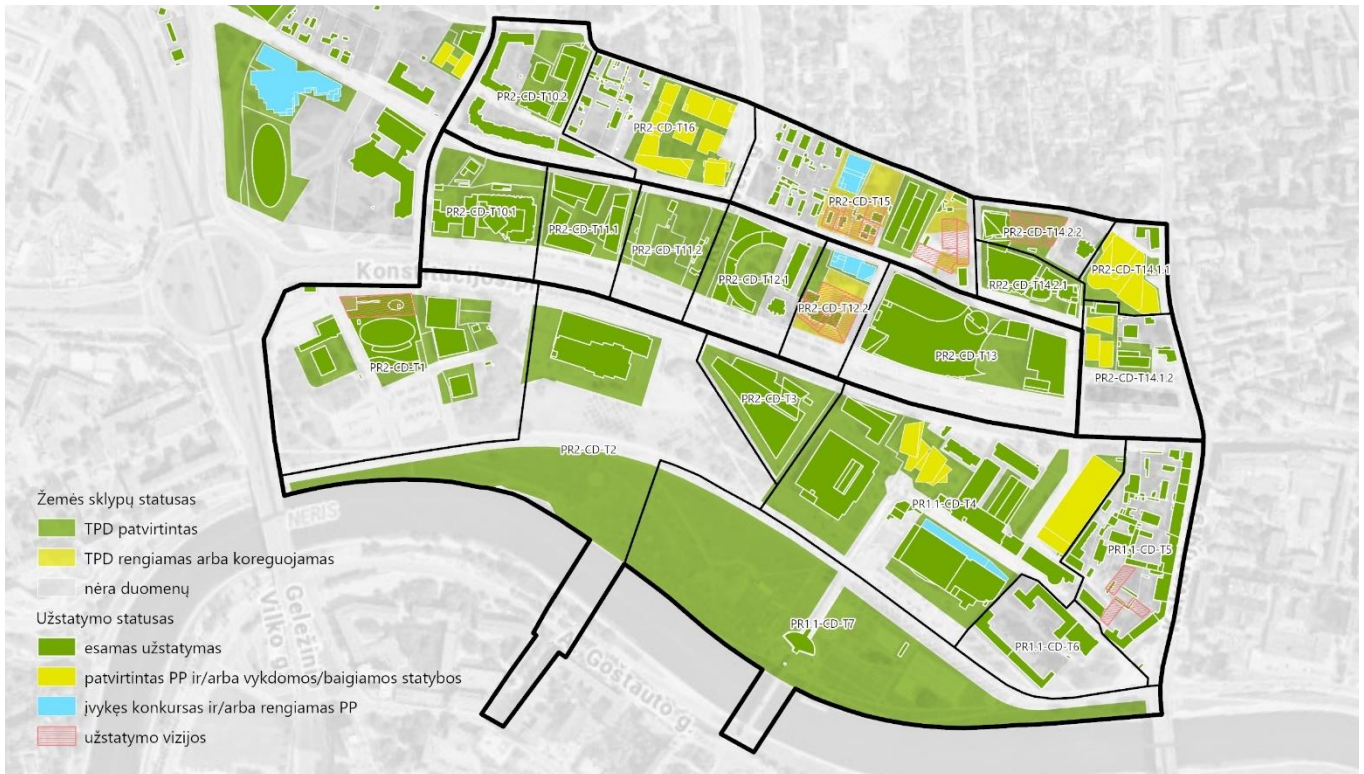 PR2-CD-T10.2
PR2-CD-T16
PR2-CD-T15
PR2-CD-T10.1
PR2-CD-T11.1
PR2-CD-T11.2
PR2-CD-T14.2.2
PR2-CD-T14.1.1
Konstitucijos pr.
PR2-CD-T12.1
RP2-CD-T14.2.1
PR2-CD-T12.2
PR2-CD-T13
PR2-CD-T1
PR2-CD-T14.1.2
PR2-CD-T3
PR2-CD-T2
PR1.1-CD-T4
PR1.1-CD-T5
PR1.1-CD-T7
PR1.1-CD-T6
NERIS
A. Goštauto g.
Žemės sklypų statusas
TPD patvirtintas
TPD rengiamas arba koreguojamas
nėra duomenų
Užstatymo statusas
esamas užstatymas
patvirtintas PP ir/arba vykdomos/baigiamos statybos
įvykęs konkursas ir/arba rengiamas PP
užstatymo vizijos